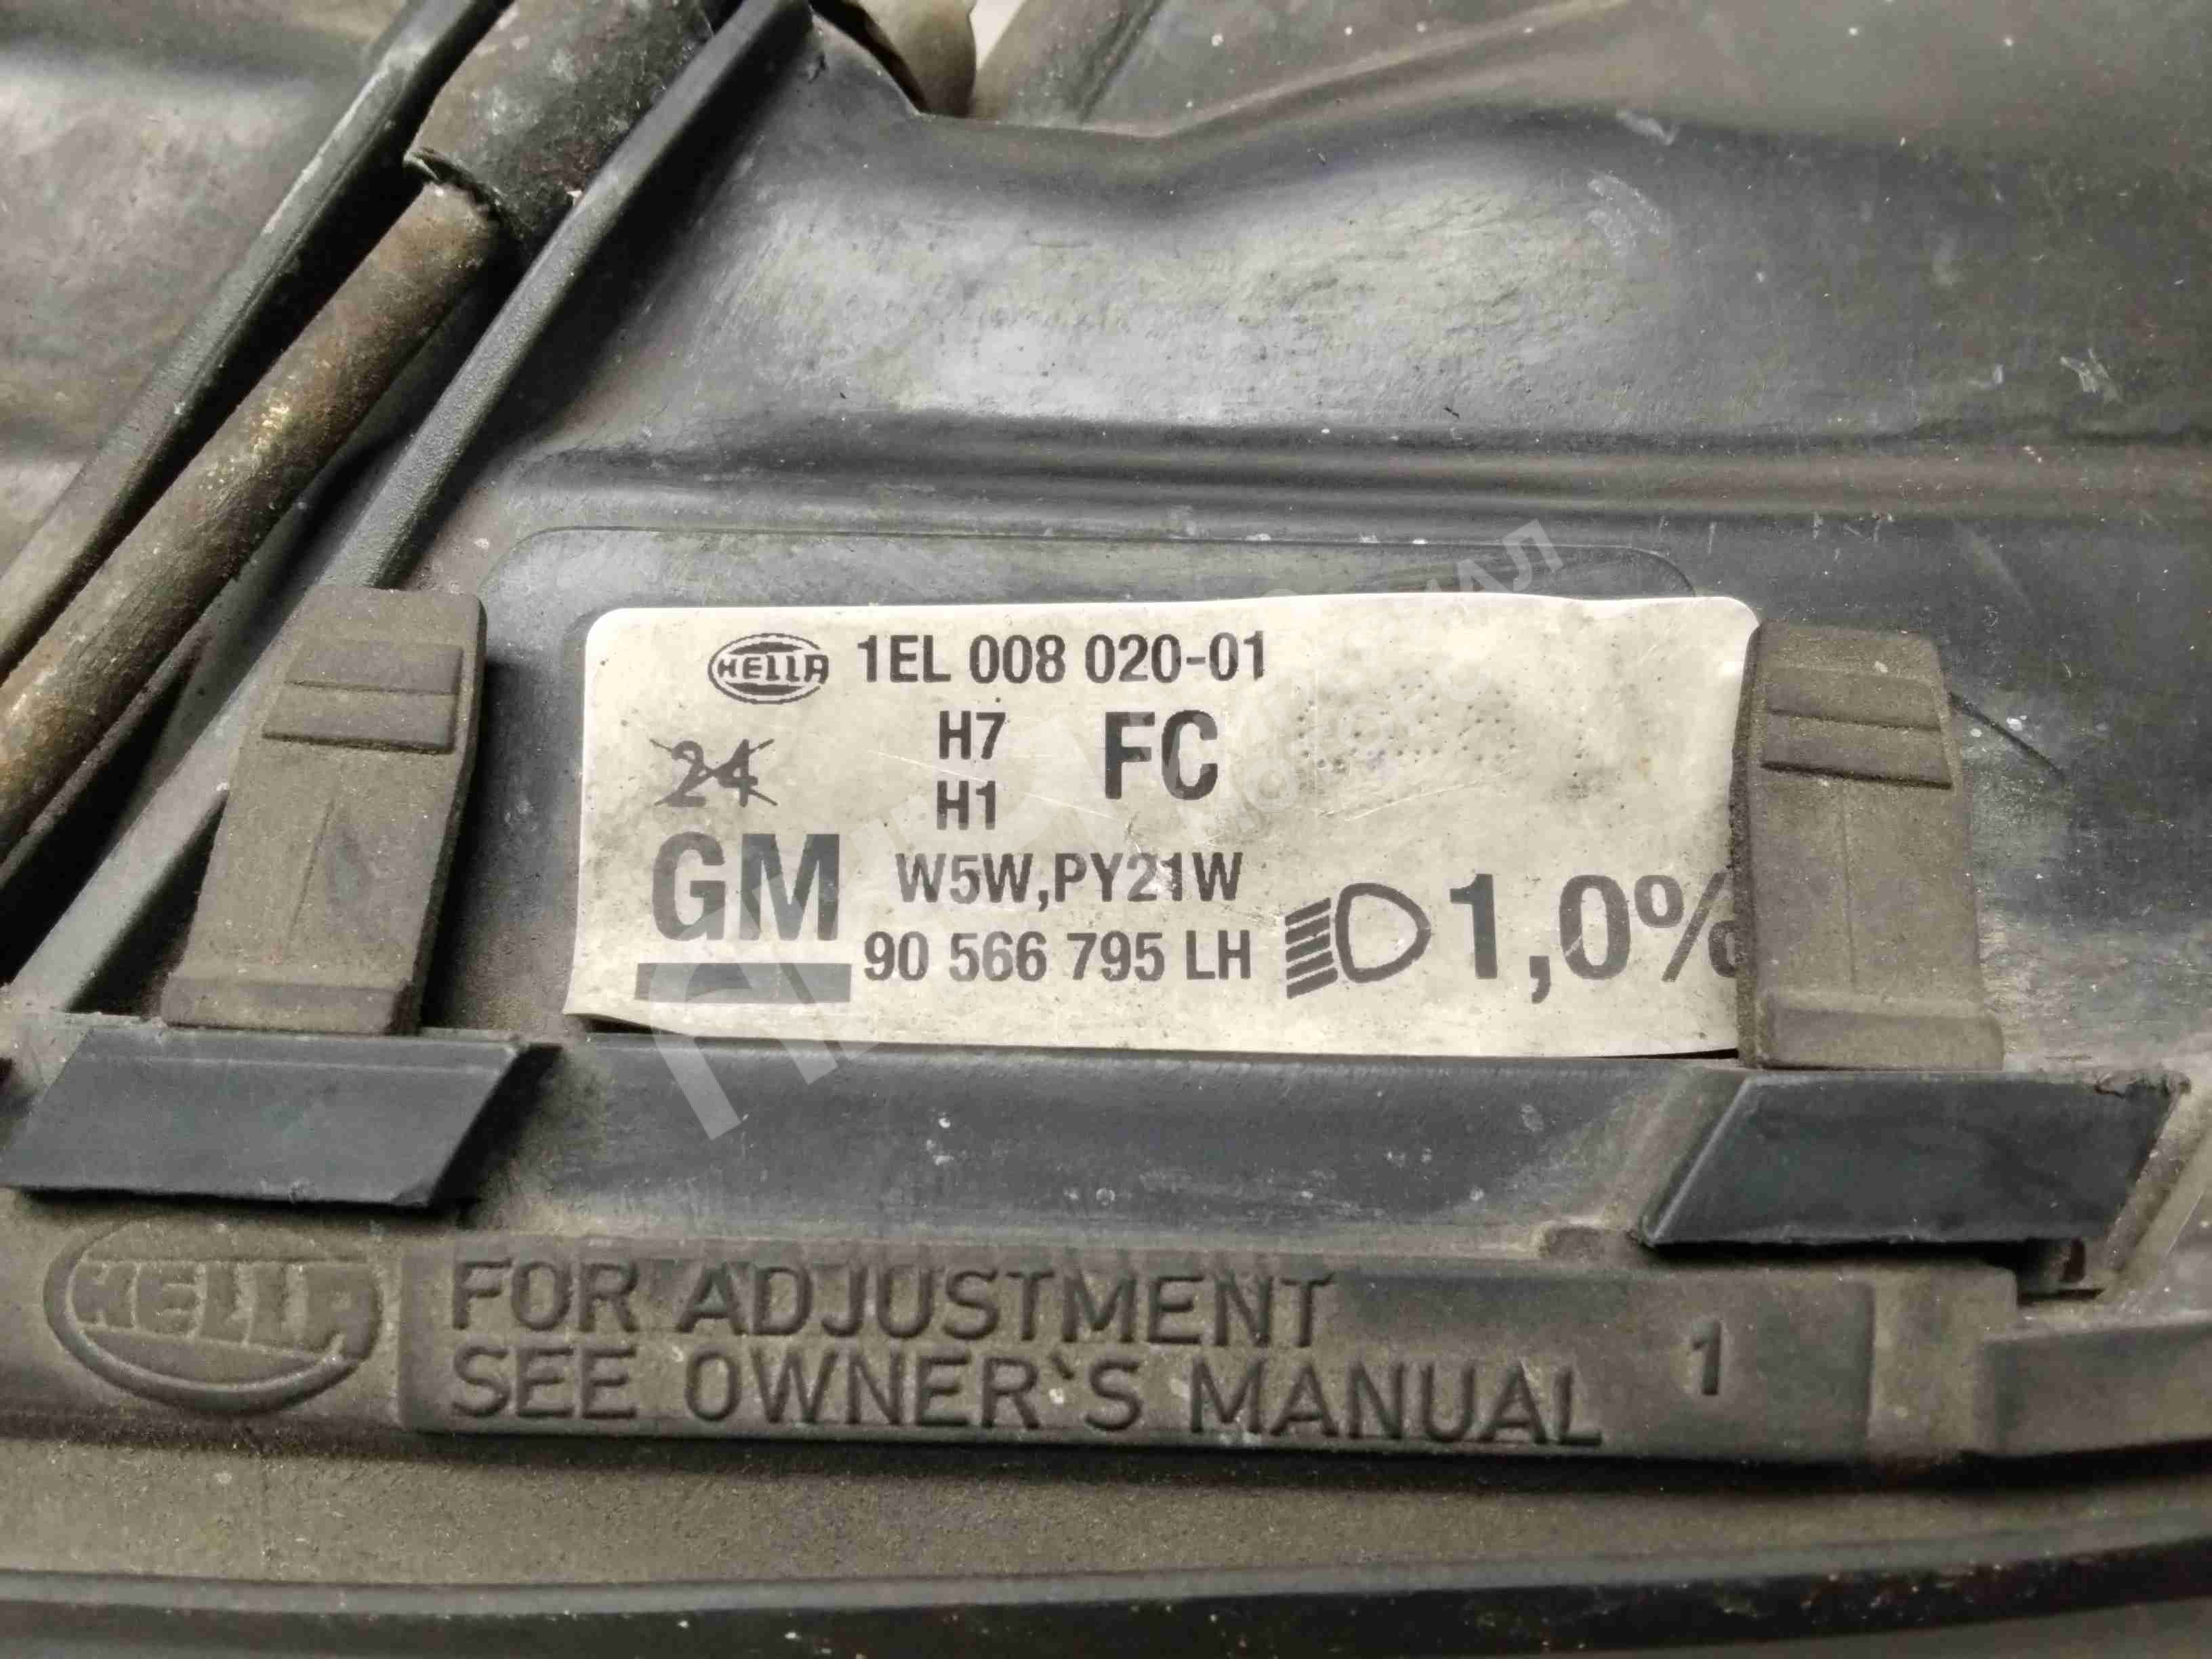 HELLA 1EL 008 020-01
24 H7 FC
H1
GM W5W,PY21W
90 566 795 LH 1,0%
HELLA FOR ADJUSTMENT
SEE OWNER'S MANUAL 1